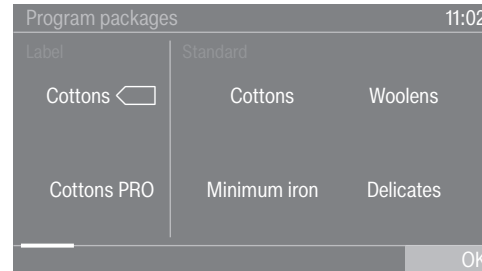 Program packages 11:02
Label Standard
Cottons Cottons Woolens
Cottons PRO Minimum iron Delicates
OK